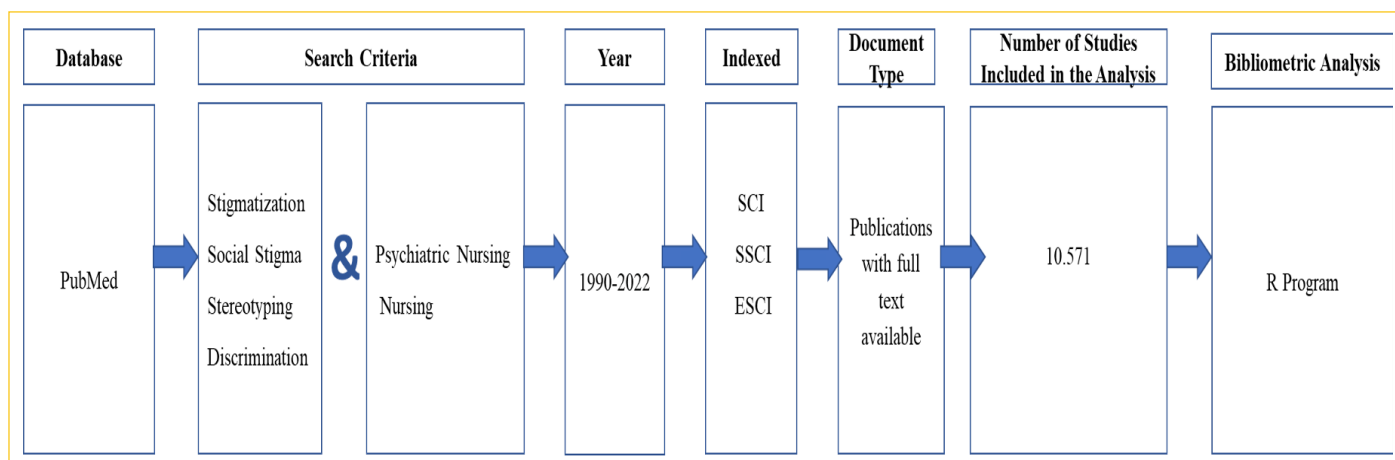 Database
Search Criteria
Year
Indexed
Document
Type
Number of Studies
Included in the Analysis
Bibliometric Analysis
PubMed
Stigmatization
Social Stigma
Stereotyping
Discrimination
&
Psychiatric Nursing
Nursing
1990-2022
SCI
SSCI
ESCI
Publications
with full
text
available
10.571
R Program